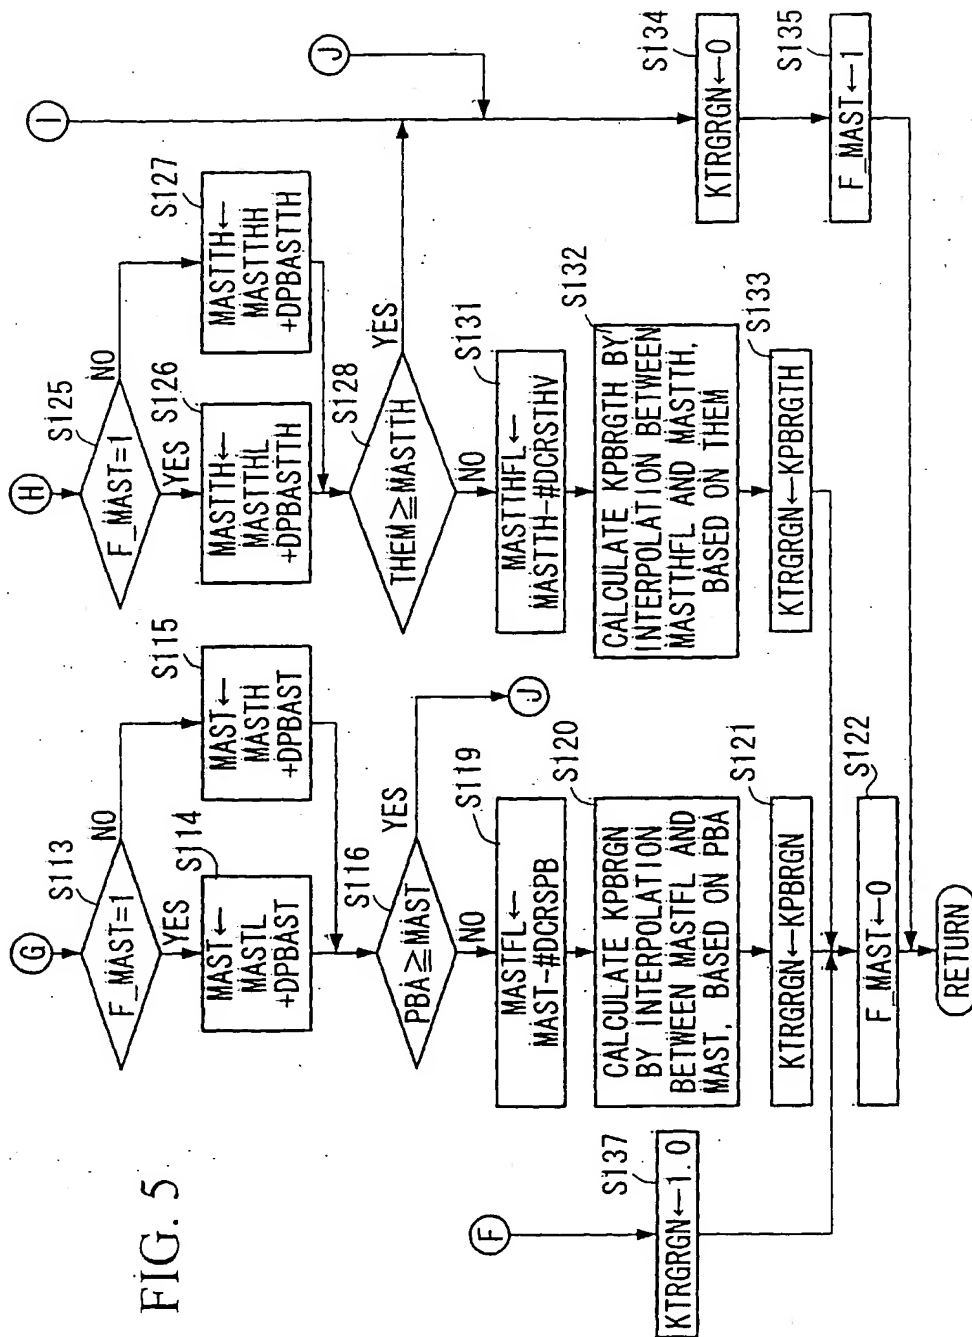 FIG. 5
F
S137
KTRGRGN←1.0
G
S113
F_MAST=1
NO
YES
S114
MAST←
MASTL
+DPBAST
S115
MAST←
MASTH
+DPBAST
S116
PBA≧MAST
YES
NO
J
S119
MASTFL←
MAST-#DCRSPB
S120
CALCULATE KPBRGN
BY INTERPOLATION
BETWEEN MASTFL AND
MAST, BASED ON PBA
S121
KTRGRGN←KPBRGN
S122
F_MAST←0
RETURN
H
S125
F_MAST=1
NO
YES
S126
MASTTH←
MASTTHL
+DPBASTTH
S127
MASTTH←
MASTTHH
+DPBASTTH
S128
THEM≧MASTTH
YES
NO
S131
MASTTHFL←
MASTTH-#DCRSTHV
S132
CALCULATE KPBRGTH BY
INTERPOLATION BETWEEN
MASTTHFL AND MASTTH,
BASED ON THEM
S133
KTRGRGN←KPBRGTH
I
J
S134
KTRGRGN←0
S135
F_MAST←1